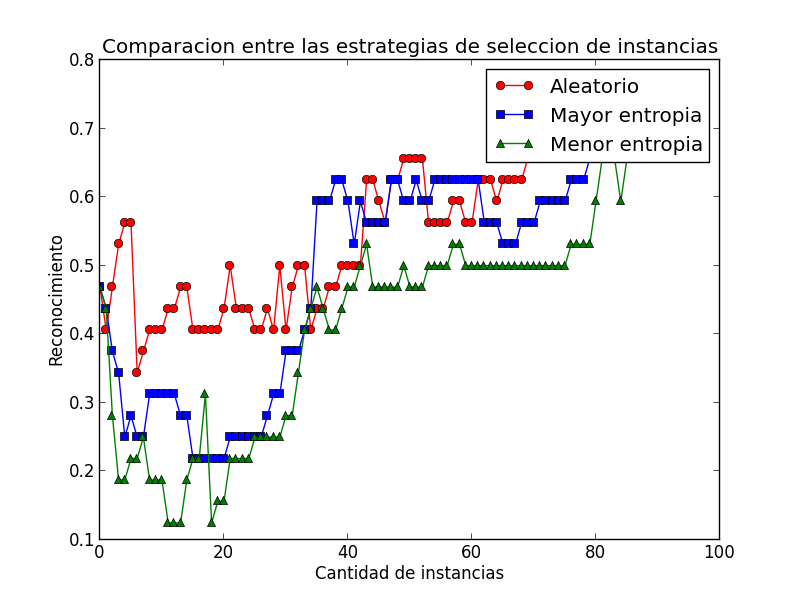 Comparacion entre las estrategias de seleccion de instancias
0.8
0.7
0.6
0.5
0.4
0.3
0.2
0.1
Reconocimiento
Aleatorio
Mayor entropia
Menor entropia
0 20 40 60 80 100
Cantidad de instancias